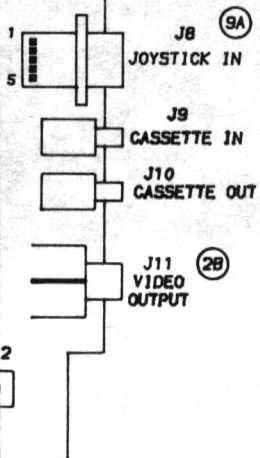 9A
1 J8
JOYSTICK IN
5
J9
CASSETTE IN
J10
CASSETTE OUT
J11 2B
VIDEO
OUTPUT
2